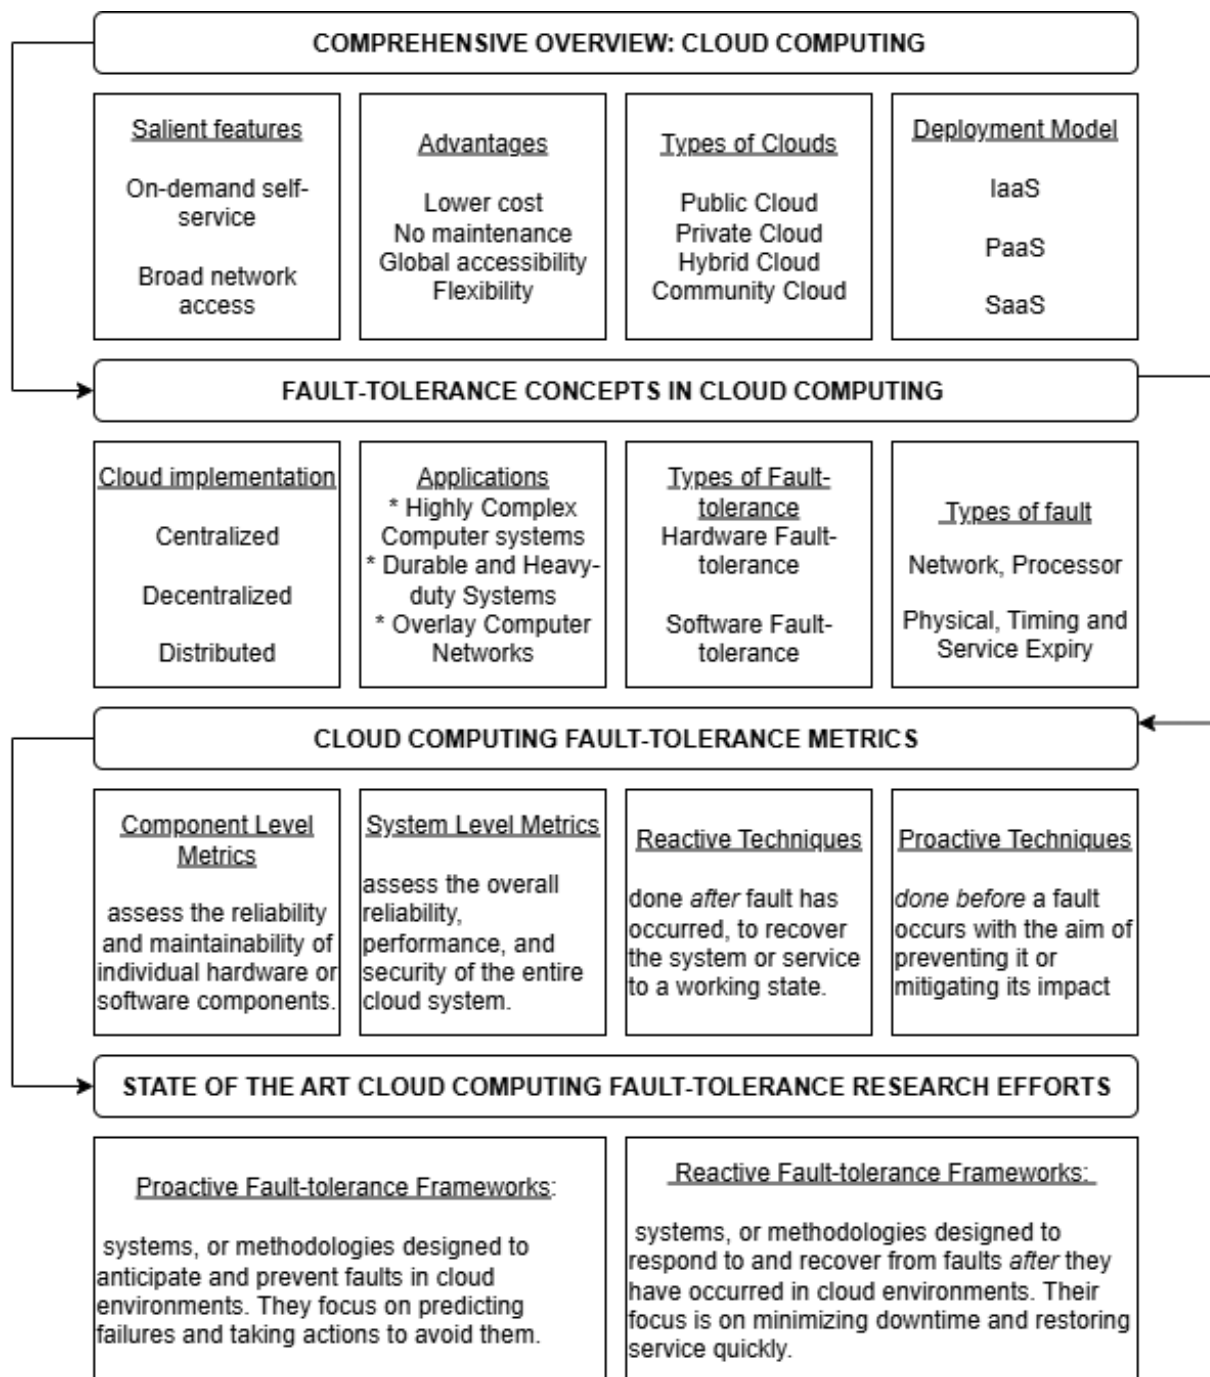 COMPREHENSIVE OVERVIEW: CLOUD COMPUTING
Salient features
On-demand self-
service
Broad network
access
Advantages
Lower cost
No maintenance
Global accessibility
Flexibility
Types of Clouds
Public Cloud
Private Cloud
Hybrid Cloud
Community Cloud
Deployment Model
IaaS
PaaS
SaaS
FAULT-TOLERANCE CONCEPTS IN CLOUD COMPUTING
Cloud implementation
Centralized
Decentralized
Distributed
Applications
* Highly Complex
Computer systems
* Durable and Heavy-
duty Systems
* Overlay Computer
Networks
Types of Fault-
tolerance
Hardware Fault-
tolerance
Software Fault-
tolerance
Types of fault
Network, Processor
Physical, Timing and
Service Expiry
CLOUD COMPUTING FAULT-TOLERANCE METRICS
Component Level
Metrics
assess the reliability
and maintainability of
individual hardware or
software components.
System Level Metrics
assess the overall
reliability,
performance, and
security of the entire
cloud system.
Reactive Techniques
done after fault has
occurred, to recover
the system or service
to a working state.
Proactive Techniques
done before a fault
occurs with the aim of
preventing it or
mitigating its impact
STATE OF THE ART CLOUD COMPUTING FAULT-TOLERANCE RESEARCH EFFORTS
Proactive Fault-tolerance Frameworks:
systems, or methodologies designed to
anticipate and prevent faults in cloud
environments. They focus on predicting
failures and taking actions to avoid them.
Reactive Fault-tolerance Frameworks:
systems, or methodologies designed to
respond to and recover from faults after they
have occurred in cloud environments. Their
focus is on minimizing downtime and restoring
service quickly.